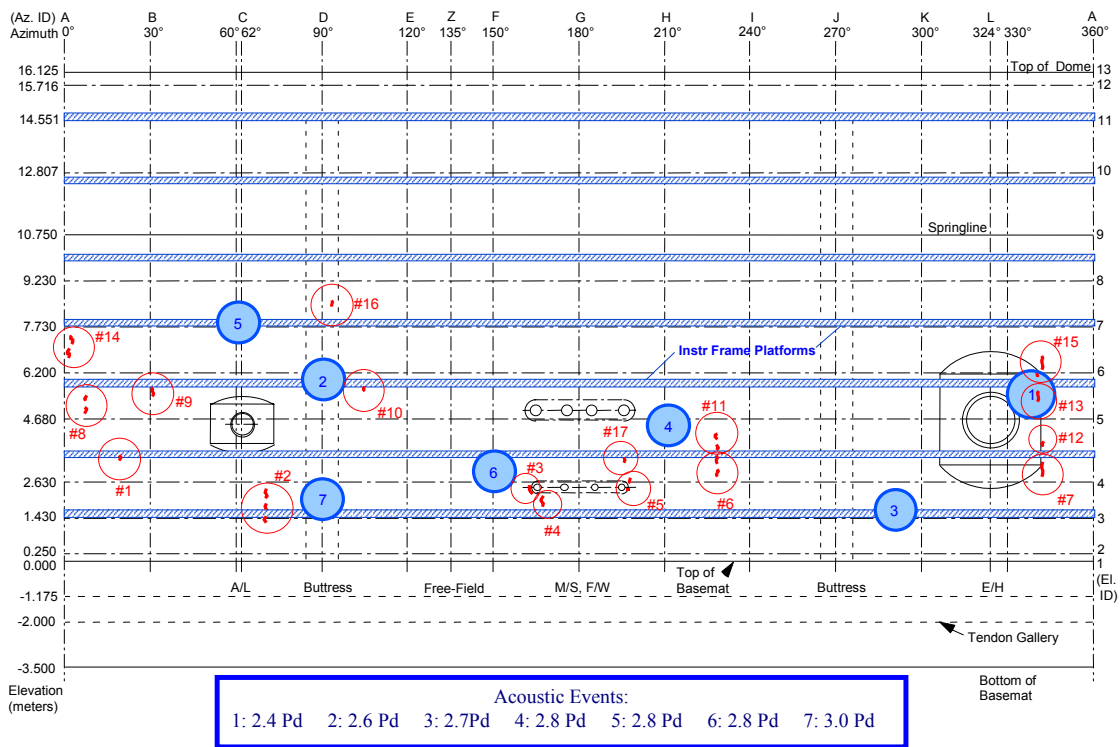 (Az. ID) A B C D E Z F G H I J K L A
Azimuth 0° 30° 60° 62° 90° 120° 135° 150° 180° 210° 240° 270° 300° 324° 330° 360°
16.125 Top of Dome 13
15.716 12
14.551 11
12.807 10
10.750 Springline 9
9.230 8
#16
5
7.730 7
#14 #15
Instr Frame Platforms
6.200 6
2 1
#9 #10 #13
#8 #11
4.680 5
4 #17 #12
#1 #2 6 #3
2.630 4
7 #4 #5 #6 #7
3
1.430 3
0.250 2
0.000 1
A/L Buttress Free-Field M/S, F/W Top of Basemat Buttress E/H (El. ID)
-1.175
-2.000 Tendon Gallery
-3.500
Elevation (meters) Bottom of Basemat
Acoustic Events:
1: 2.4 Pd 2: 2.6 Pd 3: 2.7Pd 4: 2.8 Pd 5: 2.8 Pd 6: 2.8 Pd 7: 3.0 Pd